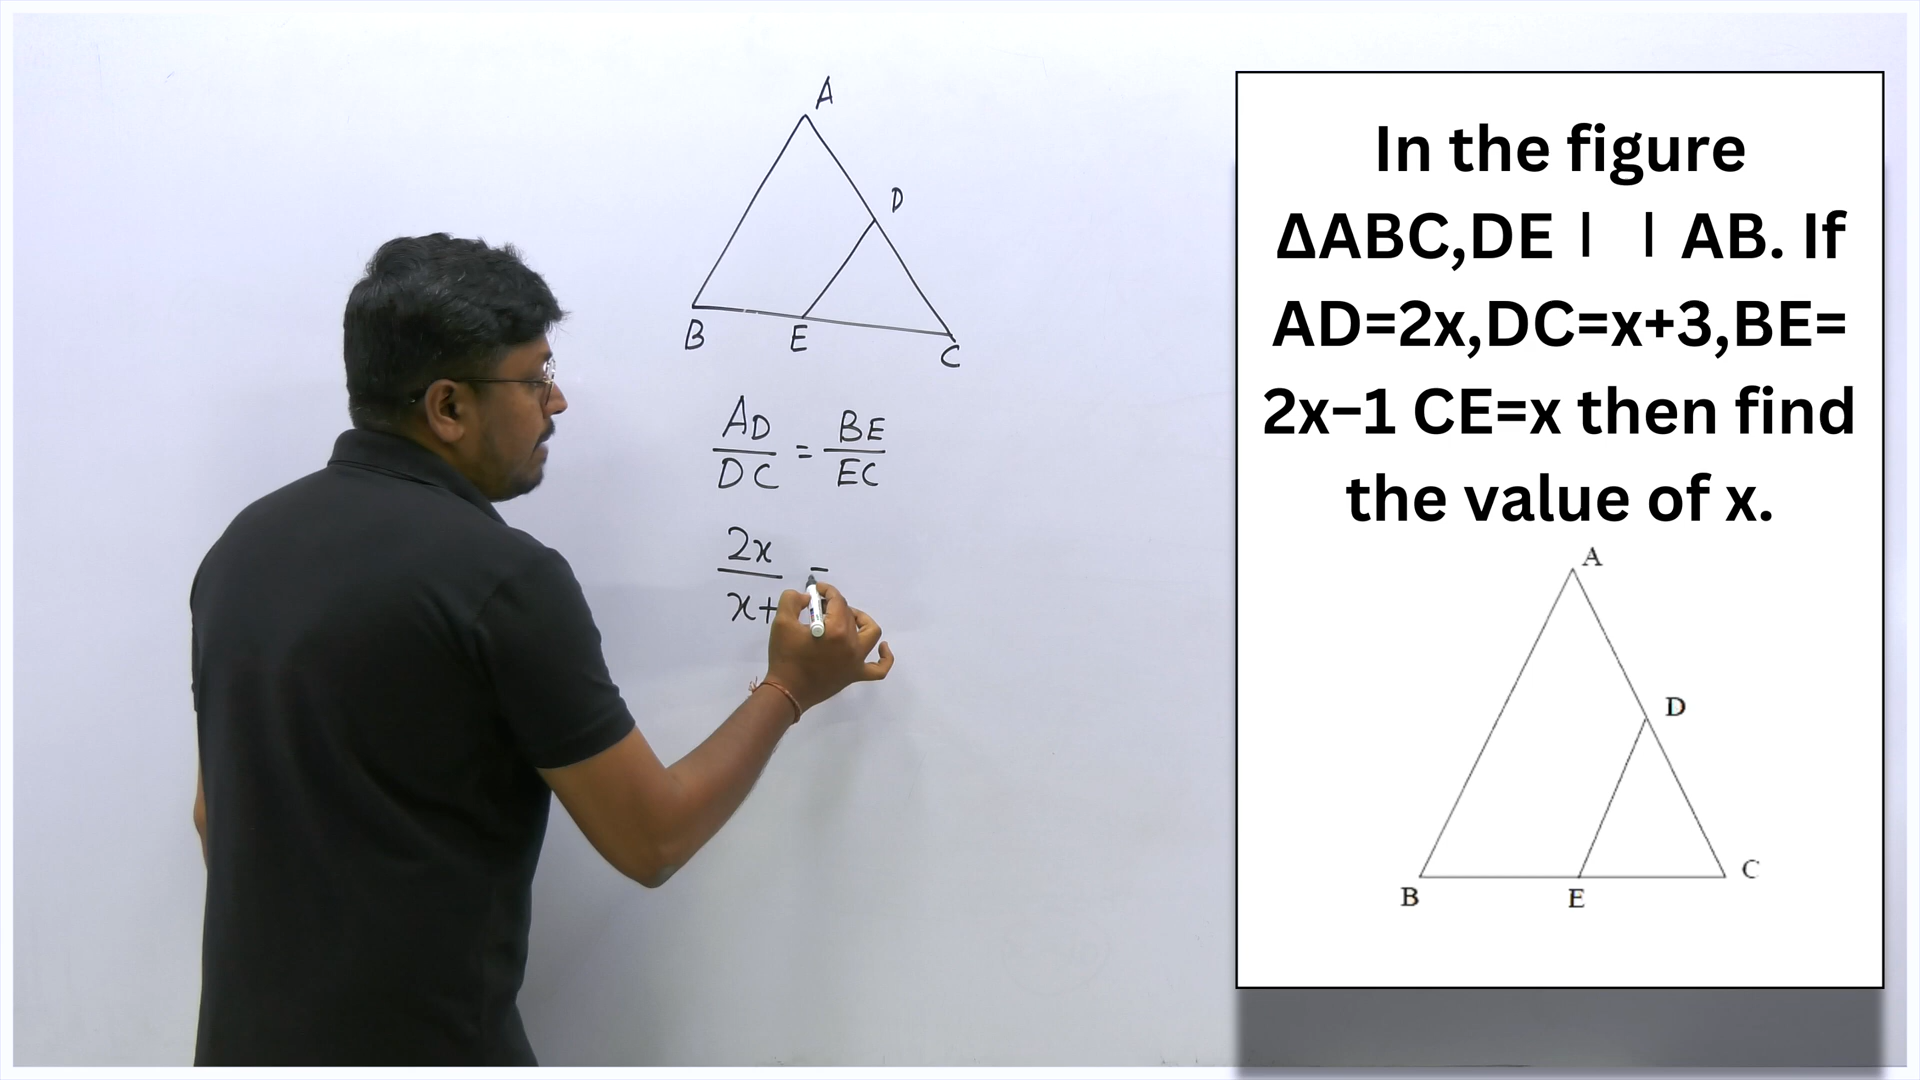 A
D
B
E
C
AD/DC = BE/EC
2x/x+ =
In the figure
ΔABC,DE | | AB. If
AD=2x,DC=x+3,BE=
2x−1 CE=x then find
the value of x.
A
D
B
E
C